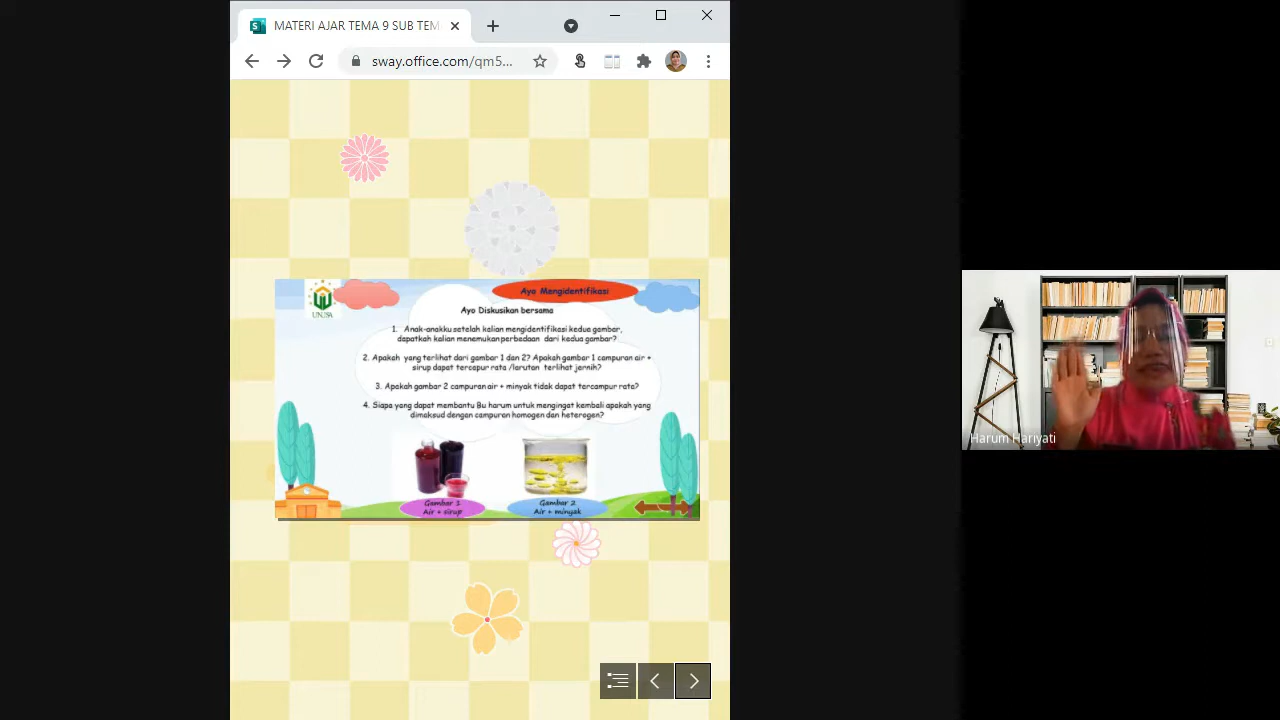 MATERI AJAR TEMA 9 SUB TEM
sway.office.com/qm5...
UNUSA
Ayo Mengidentifikasi
Ayo Diskusikan bersama
1. Anak-anakku setelah kalian mengidentifikasi kedua gambar,
dapatkah kalian menemukan perbedaan dari kedua gambar?
2. Apakah yang terlihat dari gambar 1 dan 2? Apakah gambar 1 campuran air +
sirup dapat tercapur rata /larutan terlihat jernih?
3. Apakah gambar 2 campuran air + minyak tidak dapat tercampur rata?
4. Siapa yang dapat membantu Bu harum untuk mengingat kembali apakah yang
dimaksud dengan campuran homogen dan heterogen?
Gambar 1
Air + sirup
Gambar 2
Air + minyak
Harum Hariyati